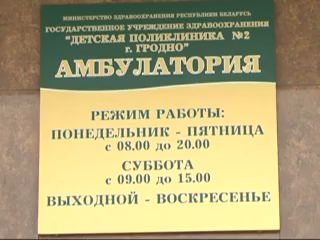 МИНИСТЕРСТВО ЗДРАВООХРАНЕНИЯ РЕСПУБЛИКИ БЕЛАРУСЬ
ГОСУДАРСТВЕННОЕ УЧРЕЖДЕНИЕ ЗДРАВООХРАНЕНИЯ
"ДЕТСКАЯ ПОЛИКЛИНИКА №2
г. ГРОДНО"
АМБУЛАТОРИЯ
РЕЖИМ РАБОТЫ:
ПОНЕДЕЛЬНИК - ПЯТНИЦА
с 08.00 до 20.00
СУББОТА
с 09.00 до 15.00
ВЫХОДНОЙ - ВОСКРЕСЕНЬЕ